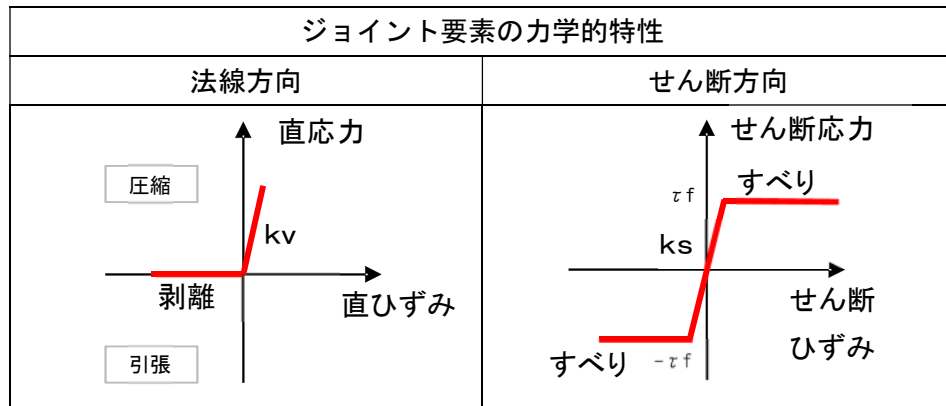 ジョイント要素の力学的特性
法線方向
せん断方向
直応力
圧縮
kv
剥離
直ひずみ
引張
せん断応力
τf
すべり
ks
せん断
ひずみ
すべり
-τf